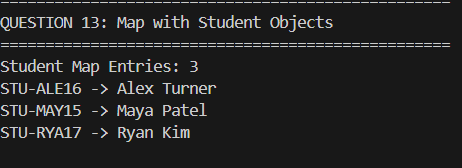 ==================================================
QUESTION 13: Map with Student Objects
==================================================
Student Map Entries: 3
STU-ALE16 -> Alex Turner
STU-MAY15 -> Maya Patel
STU-RYA17 -> Ryan Kim